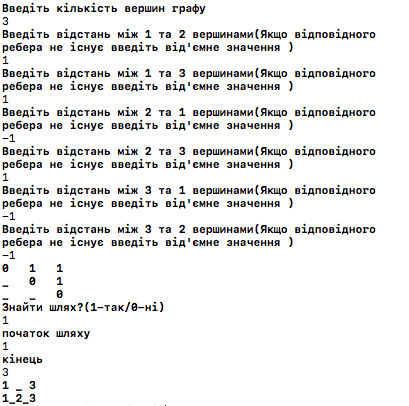 Введіть кількість вершин графу
3
Введіть відстань між 1 та 2 вершинами(Якщо відповідного
ребера не існує введіть від'ємне значення )
1
Введіть відстань між 1 та 3 вершинами(Якщо відповідного
ребера не існує введіть від'ємне значення )
1
Введіть відстань між 2 та 1 вершинами(Якщо відповідного
ребера не існує введіть від'ємне значення )
-1
Введіть відстань між 2 та 3 вершинами(Якщо відповідного
ребера не існує введіть від'ємне значення )
1
Введіть відстань між 3 та 1 вершинами(Якщо відповідного
ребера не існує введіть від'ємне значення )
-1
Введіть відстань між 3 та 2 вершинами(Якщо відповідного
ребера не існує введіть від'ємне значення )
-1
0 1 1
_ 0 1
_ _ 0
Знайти шлях?(1-так/0-ні)
1
початок шляху
1
кінець
3
1 _ 3
1_2_3